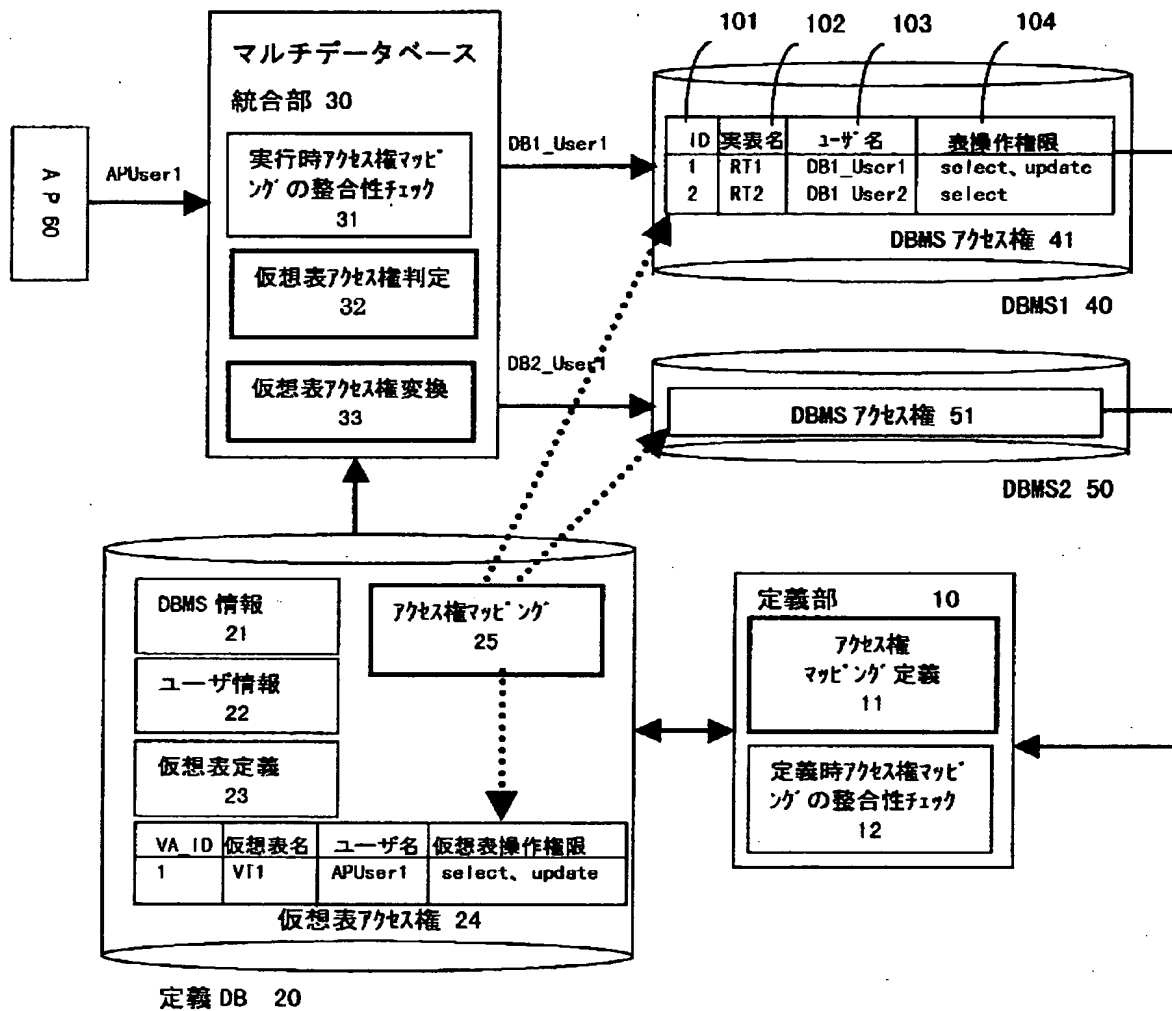 101 102 103 104
マルチデータベース
統合部 30
実行時アクセス権マッピ
ングの整合性チェック
31
仮想表アクセス権判定
32
仮想表アクセス権変換
33
AP 60
APUser1
DB1_User1
DB2_User1
ID 実表名 ユーザ名 表操作権限
1 RT1 DB1_User1 select、update
2 RT2 DB1 User2 select
DBMS アクセス権 41
DBMS1 40
DBMS アクセス権 51
DBMS2 50
DBMS 情報
21
ユーザ情報
22
仮想表定義
23
アクセス権マッピング
25
VA_ID 仮想表名 ユーザ名 仮想表操作権限
1 VT1 APUser1 select、update
仮想表アクセス権 24
定義 DB 20
定義部 10
アクセス権
マッピング定義
11
定義時アクセス権マッピ
ングの整合性チェック
12